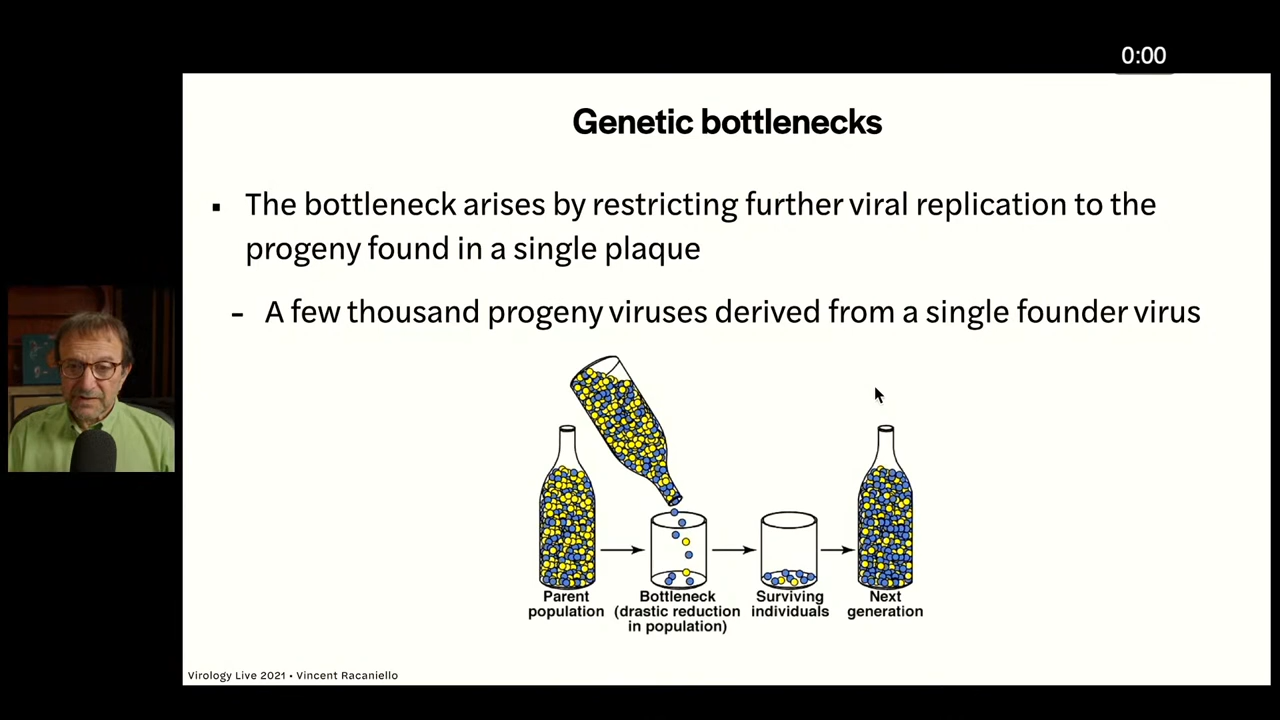 0:00
Genetic bottlenecks
▪ The bottleneck arises by restricting further viral replication to the
progeny found in a single plaque
- A few thousand progeny viruses derived from a single founder virus
Parent
population
Bottleneck
(drastic reduction
in population)
Surviving
individuals
Next
generation
Virology Live 2021 • Vincent Racaniello